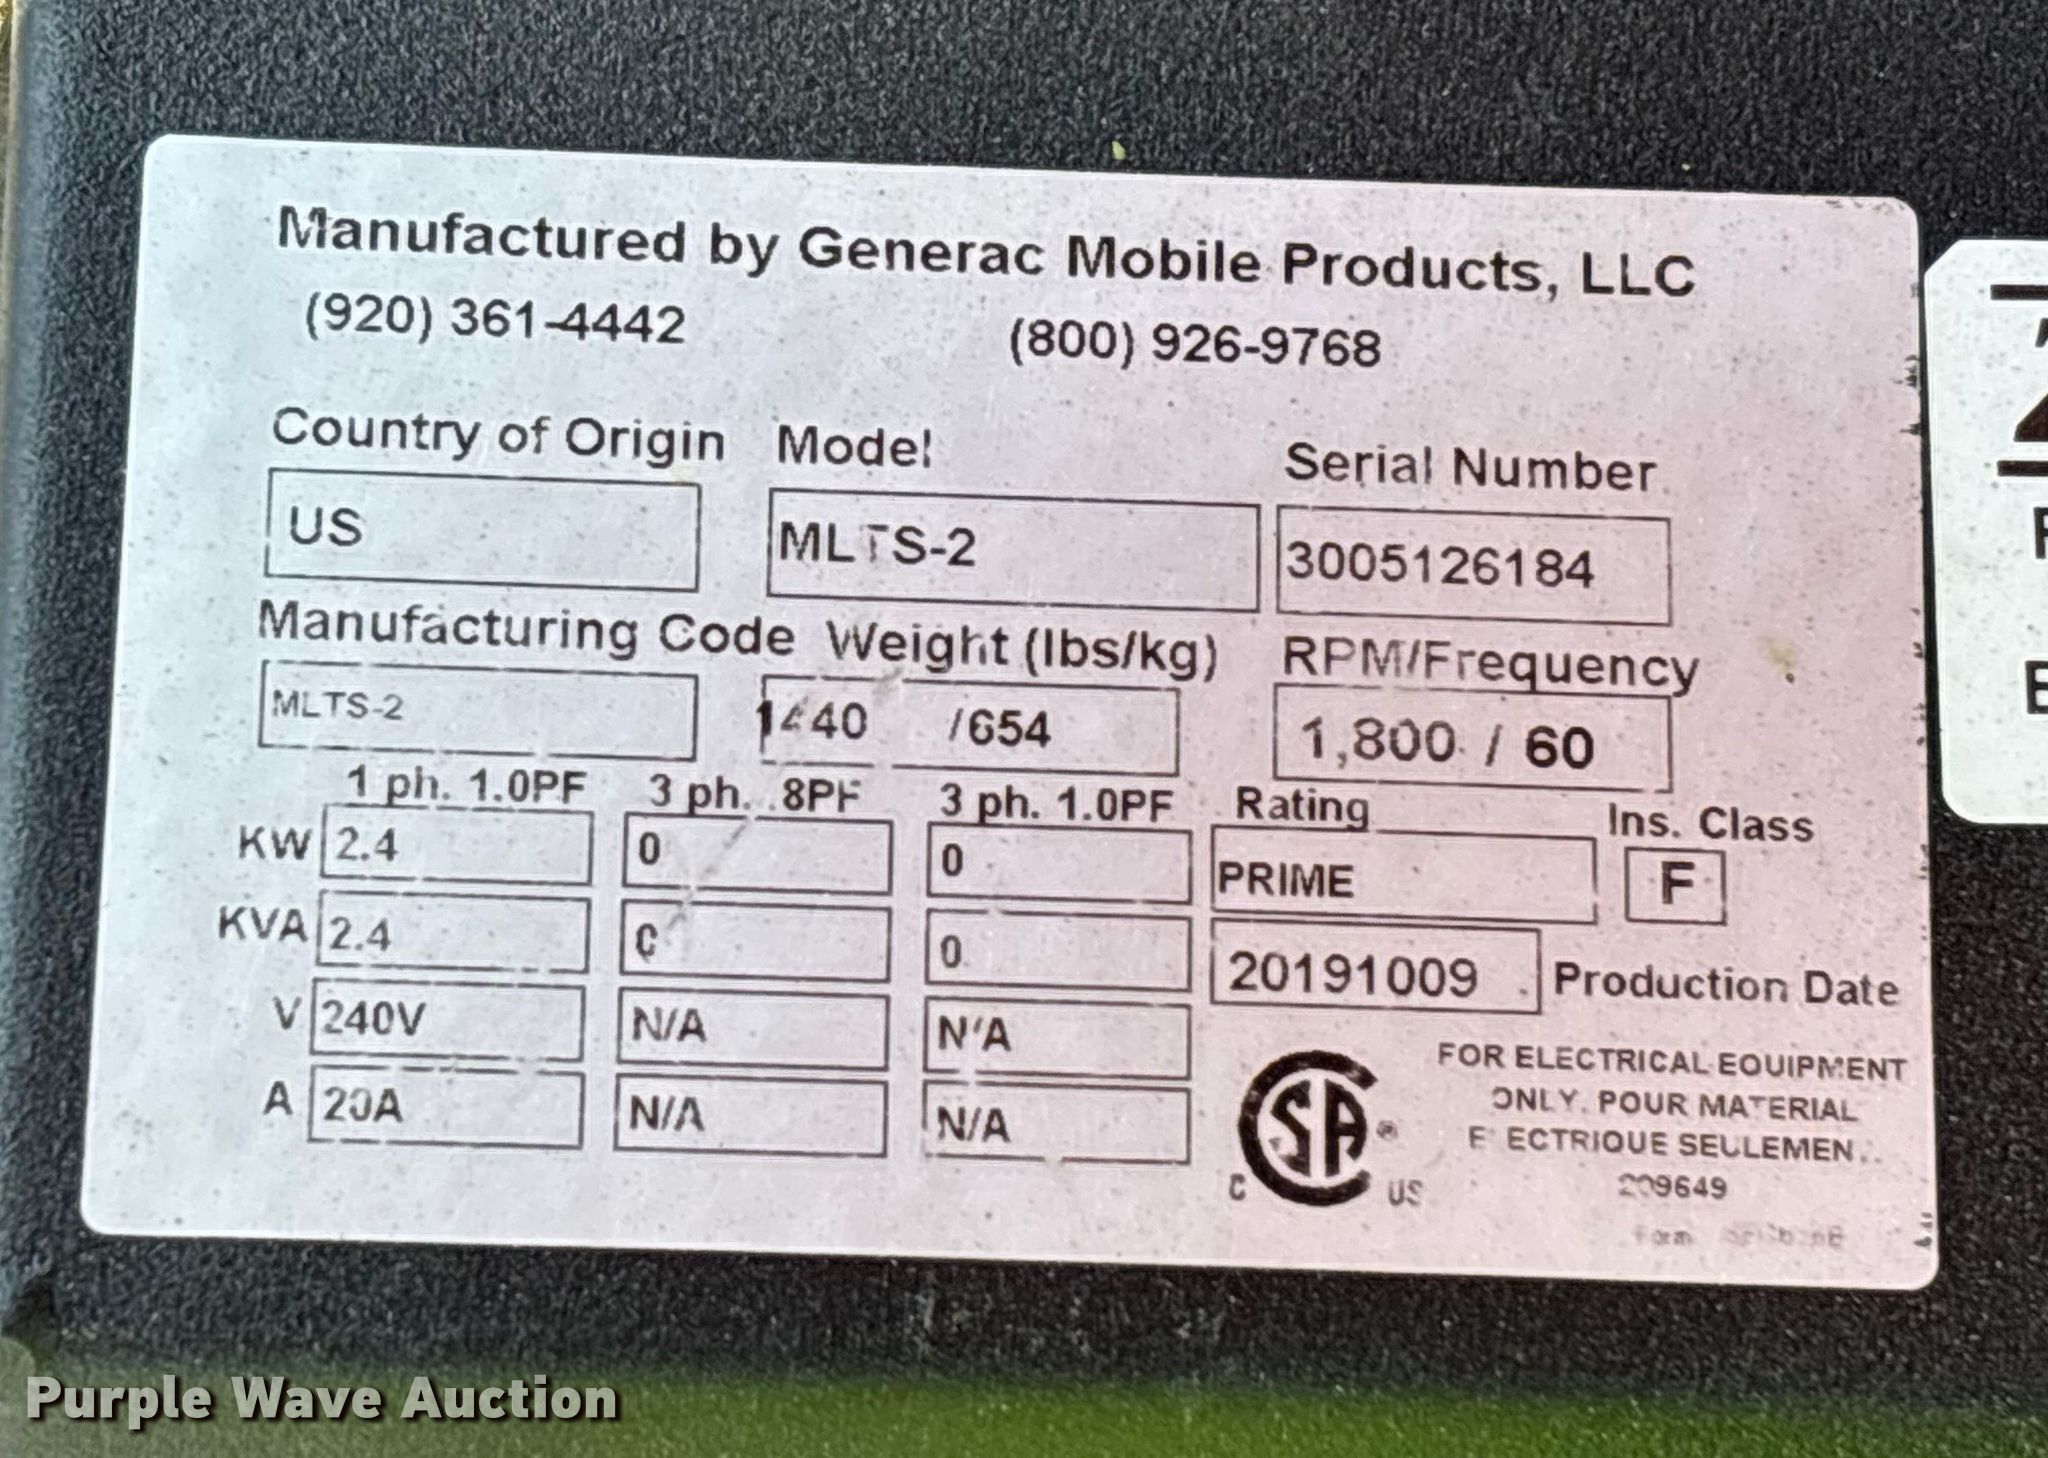 Manufactured by Generac Mobile Products, LLC
(920) 361-4442 (800) 926-9768
Country of Origin Model Serial Number
US MLTS-2 3005126184
Manufacturing Code Weight (lbs/kg) RPM/Frequency
MLTS-2 1440 /654 1,800 / 60
1 ph. 1.0PF 3 ph. .8PF 3 ph. 1.0PF Rating Ins. Class
KW 2.4 0 0 PRIME F
KVA 2.4 0 0 20191009 Production Date
V 240V N/A N/A
A 20A N/A N/A
CSA ®
C US
FOR ELECTRICAL EQUIPMENT
ONLY. POUR MATERIAL
ELECTRIQUE SEULEMENT.
209649
Form
Purple Wave Auction